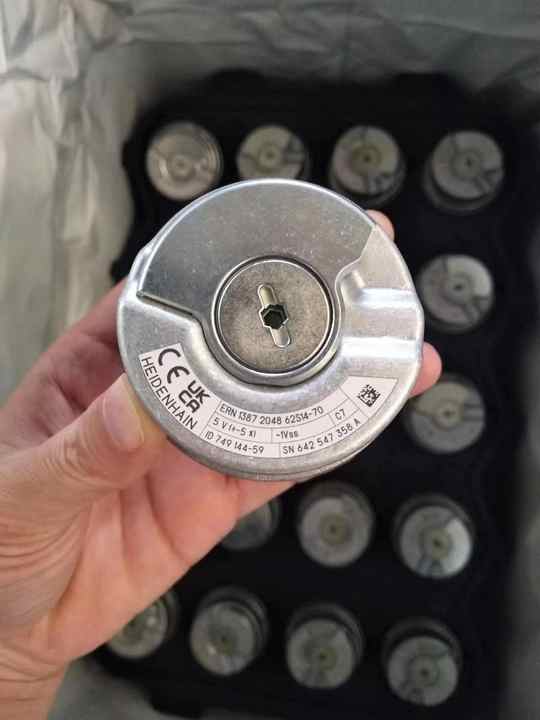 CE UK CA
HEIDENHAIN
ERN 1387 2048 62S14-70
5 V (+-5 %) ~1Vss C7
ID 749 144-59 SN 642 547 358 A